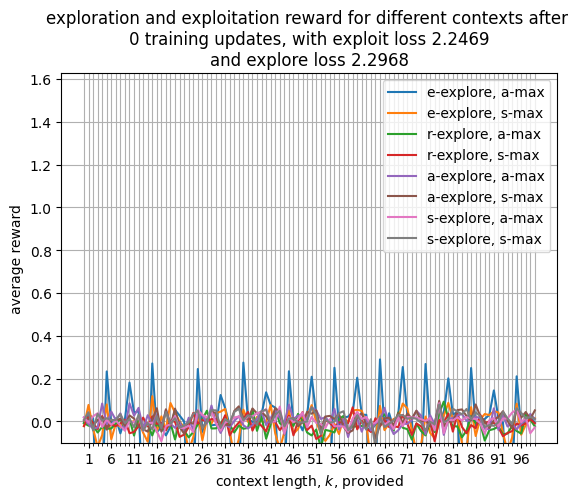 exploration and exploitation reward for different contexts after
0 training updates, with exploit loss 2.2469
and explore loss 2.2968
1.6
1.4
1.2
1.0
0.8
0.6
0.4
0.2
0.0
average reward
e-explore, a-max
e-explore, s-max
r-explore, a-max
r-explore, s-max
a-explore, a-max
a-explore, s-max
s-explore, a-max
s-explore, s-max
1 6 11 16 21 26 31 36 41 46 51 56 61 66 71 76 81 86 91 96
context length, k, provided